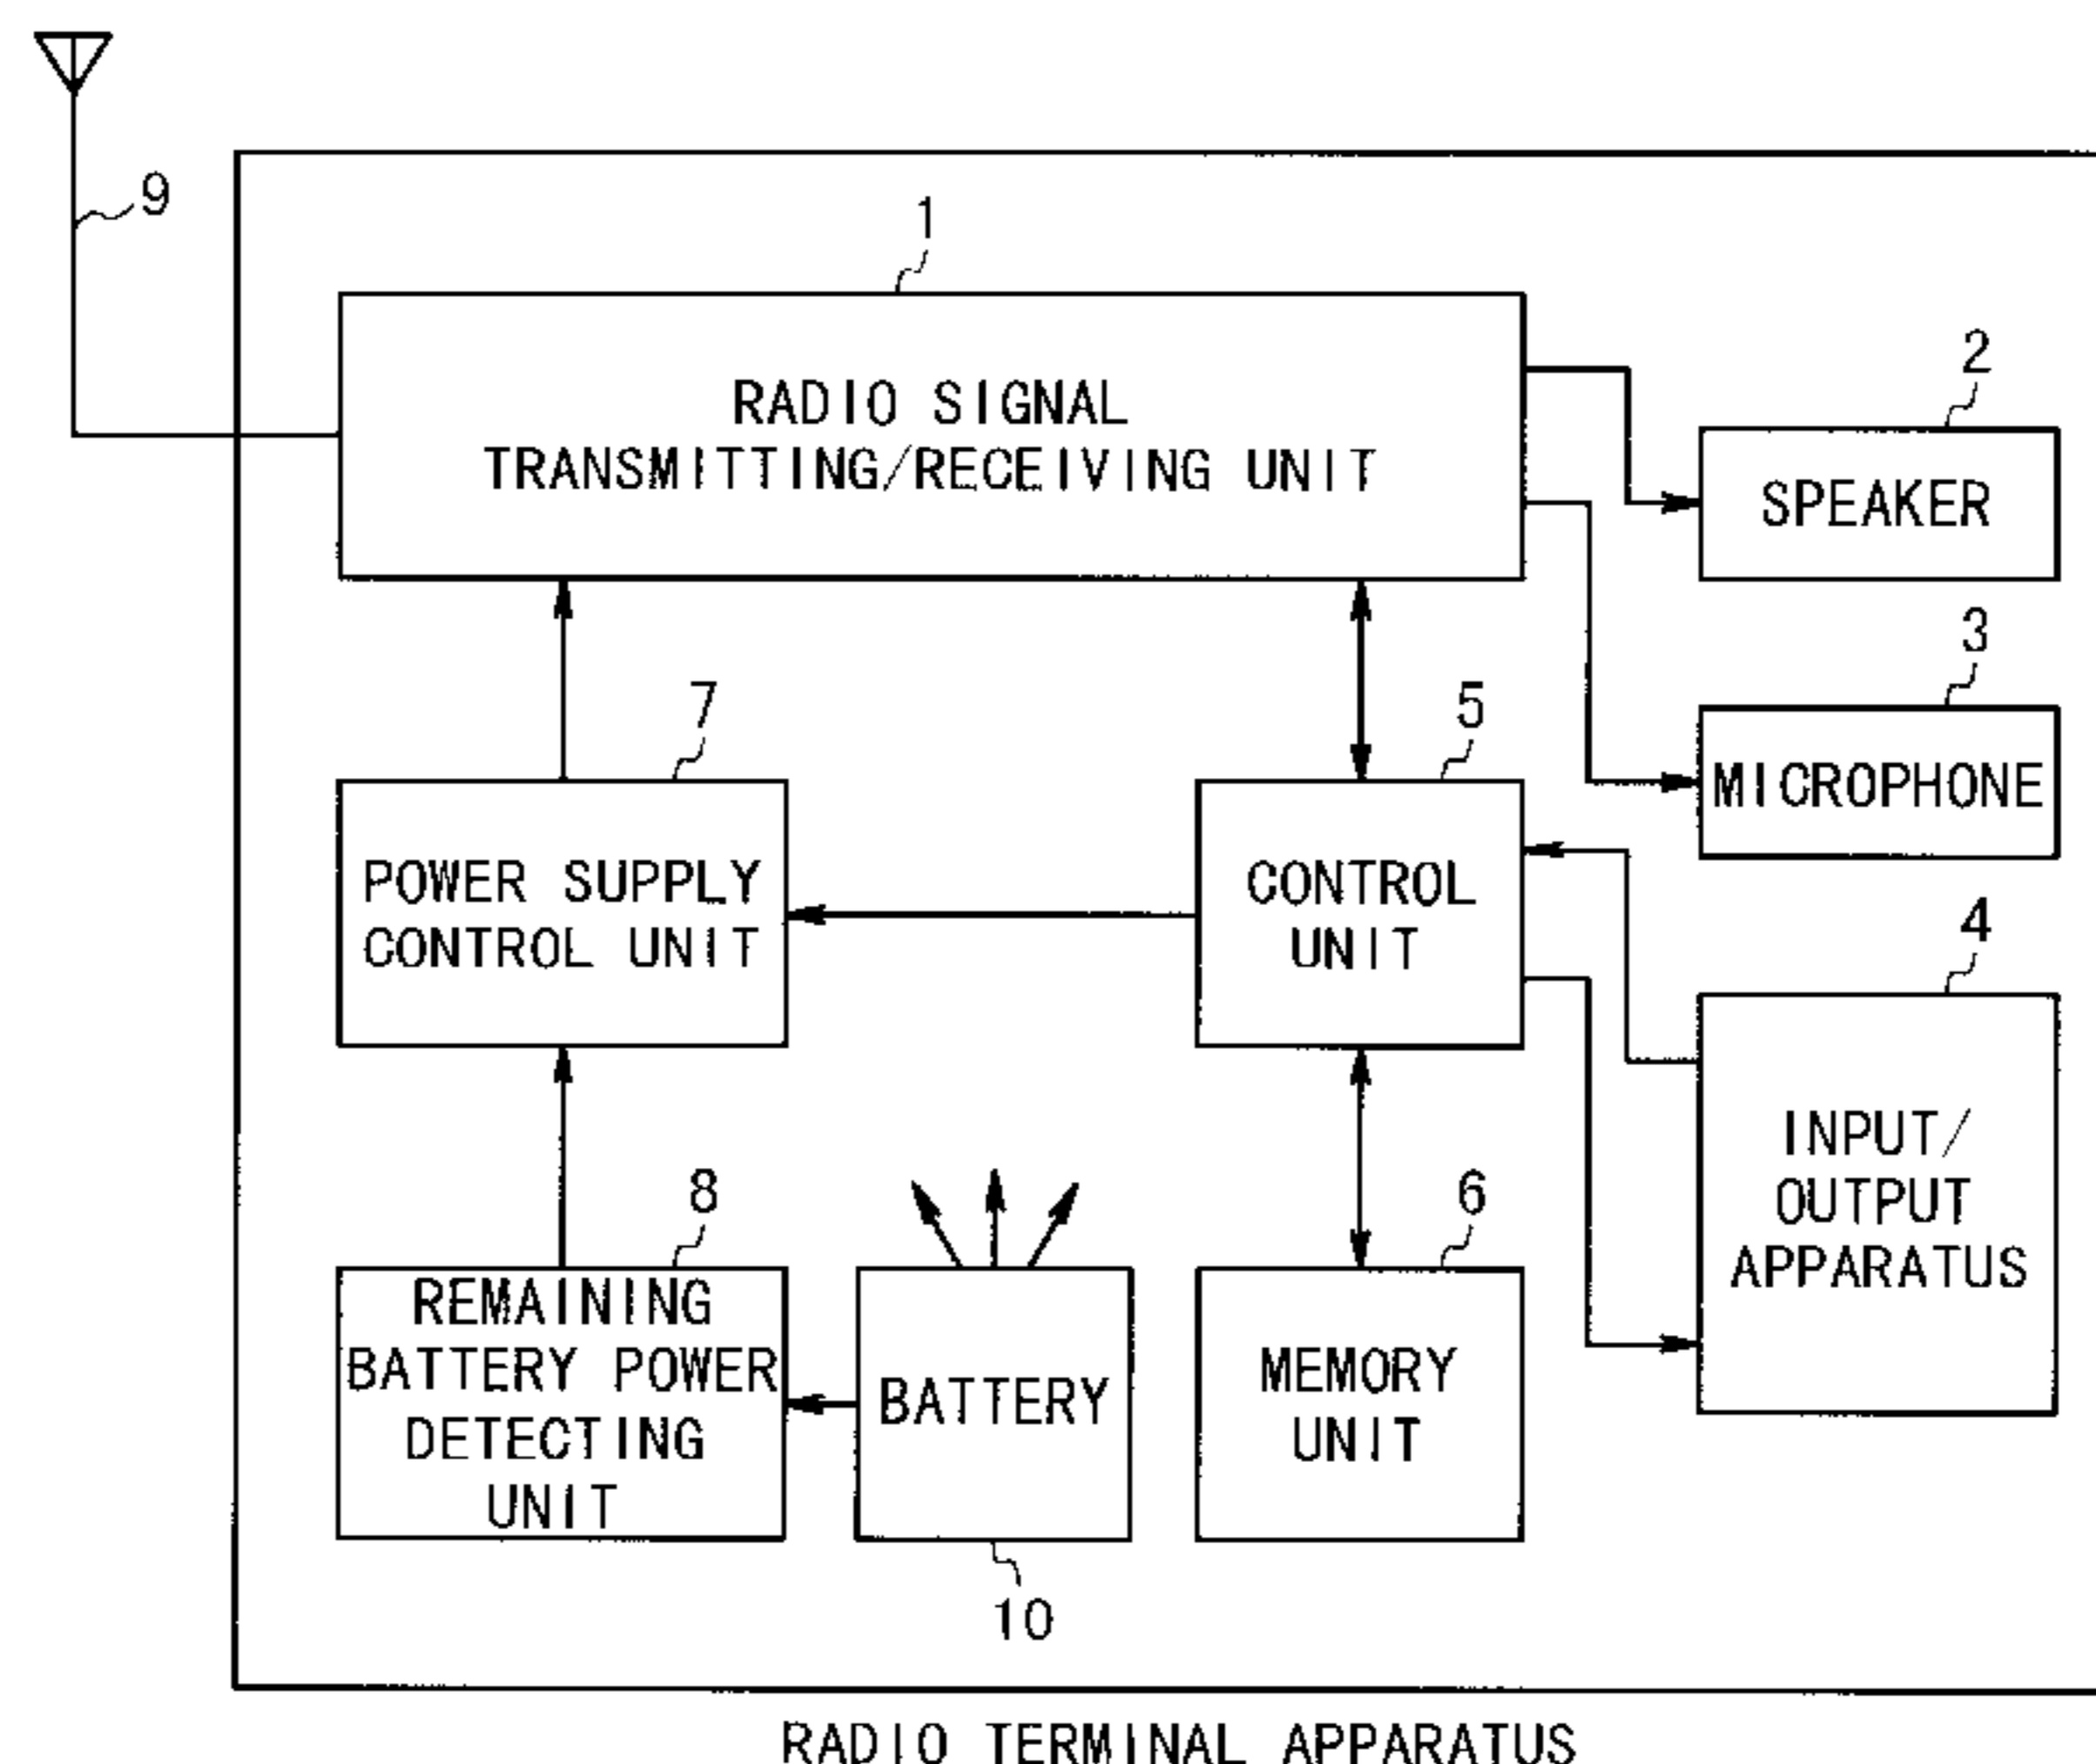 9
1
RADIO SIGNAL
TRANSMITTING/RECEIVING UNIT
2
SPEAKER
3
MICROPHONE
7
POWER SUPPLY
CONTROL UNIT
5
CONTROL
UNIT
4
INPUT/
OUTPUT
APPARATUS
8
REMAINING
BATTERY POWER
DETECTING
UNIT
BATTERY
10
6
MEMORY
UNIT
RADIO TERMINAL APPARATUS